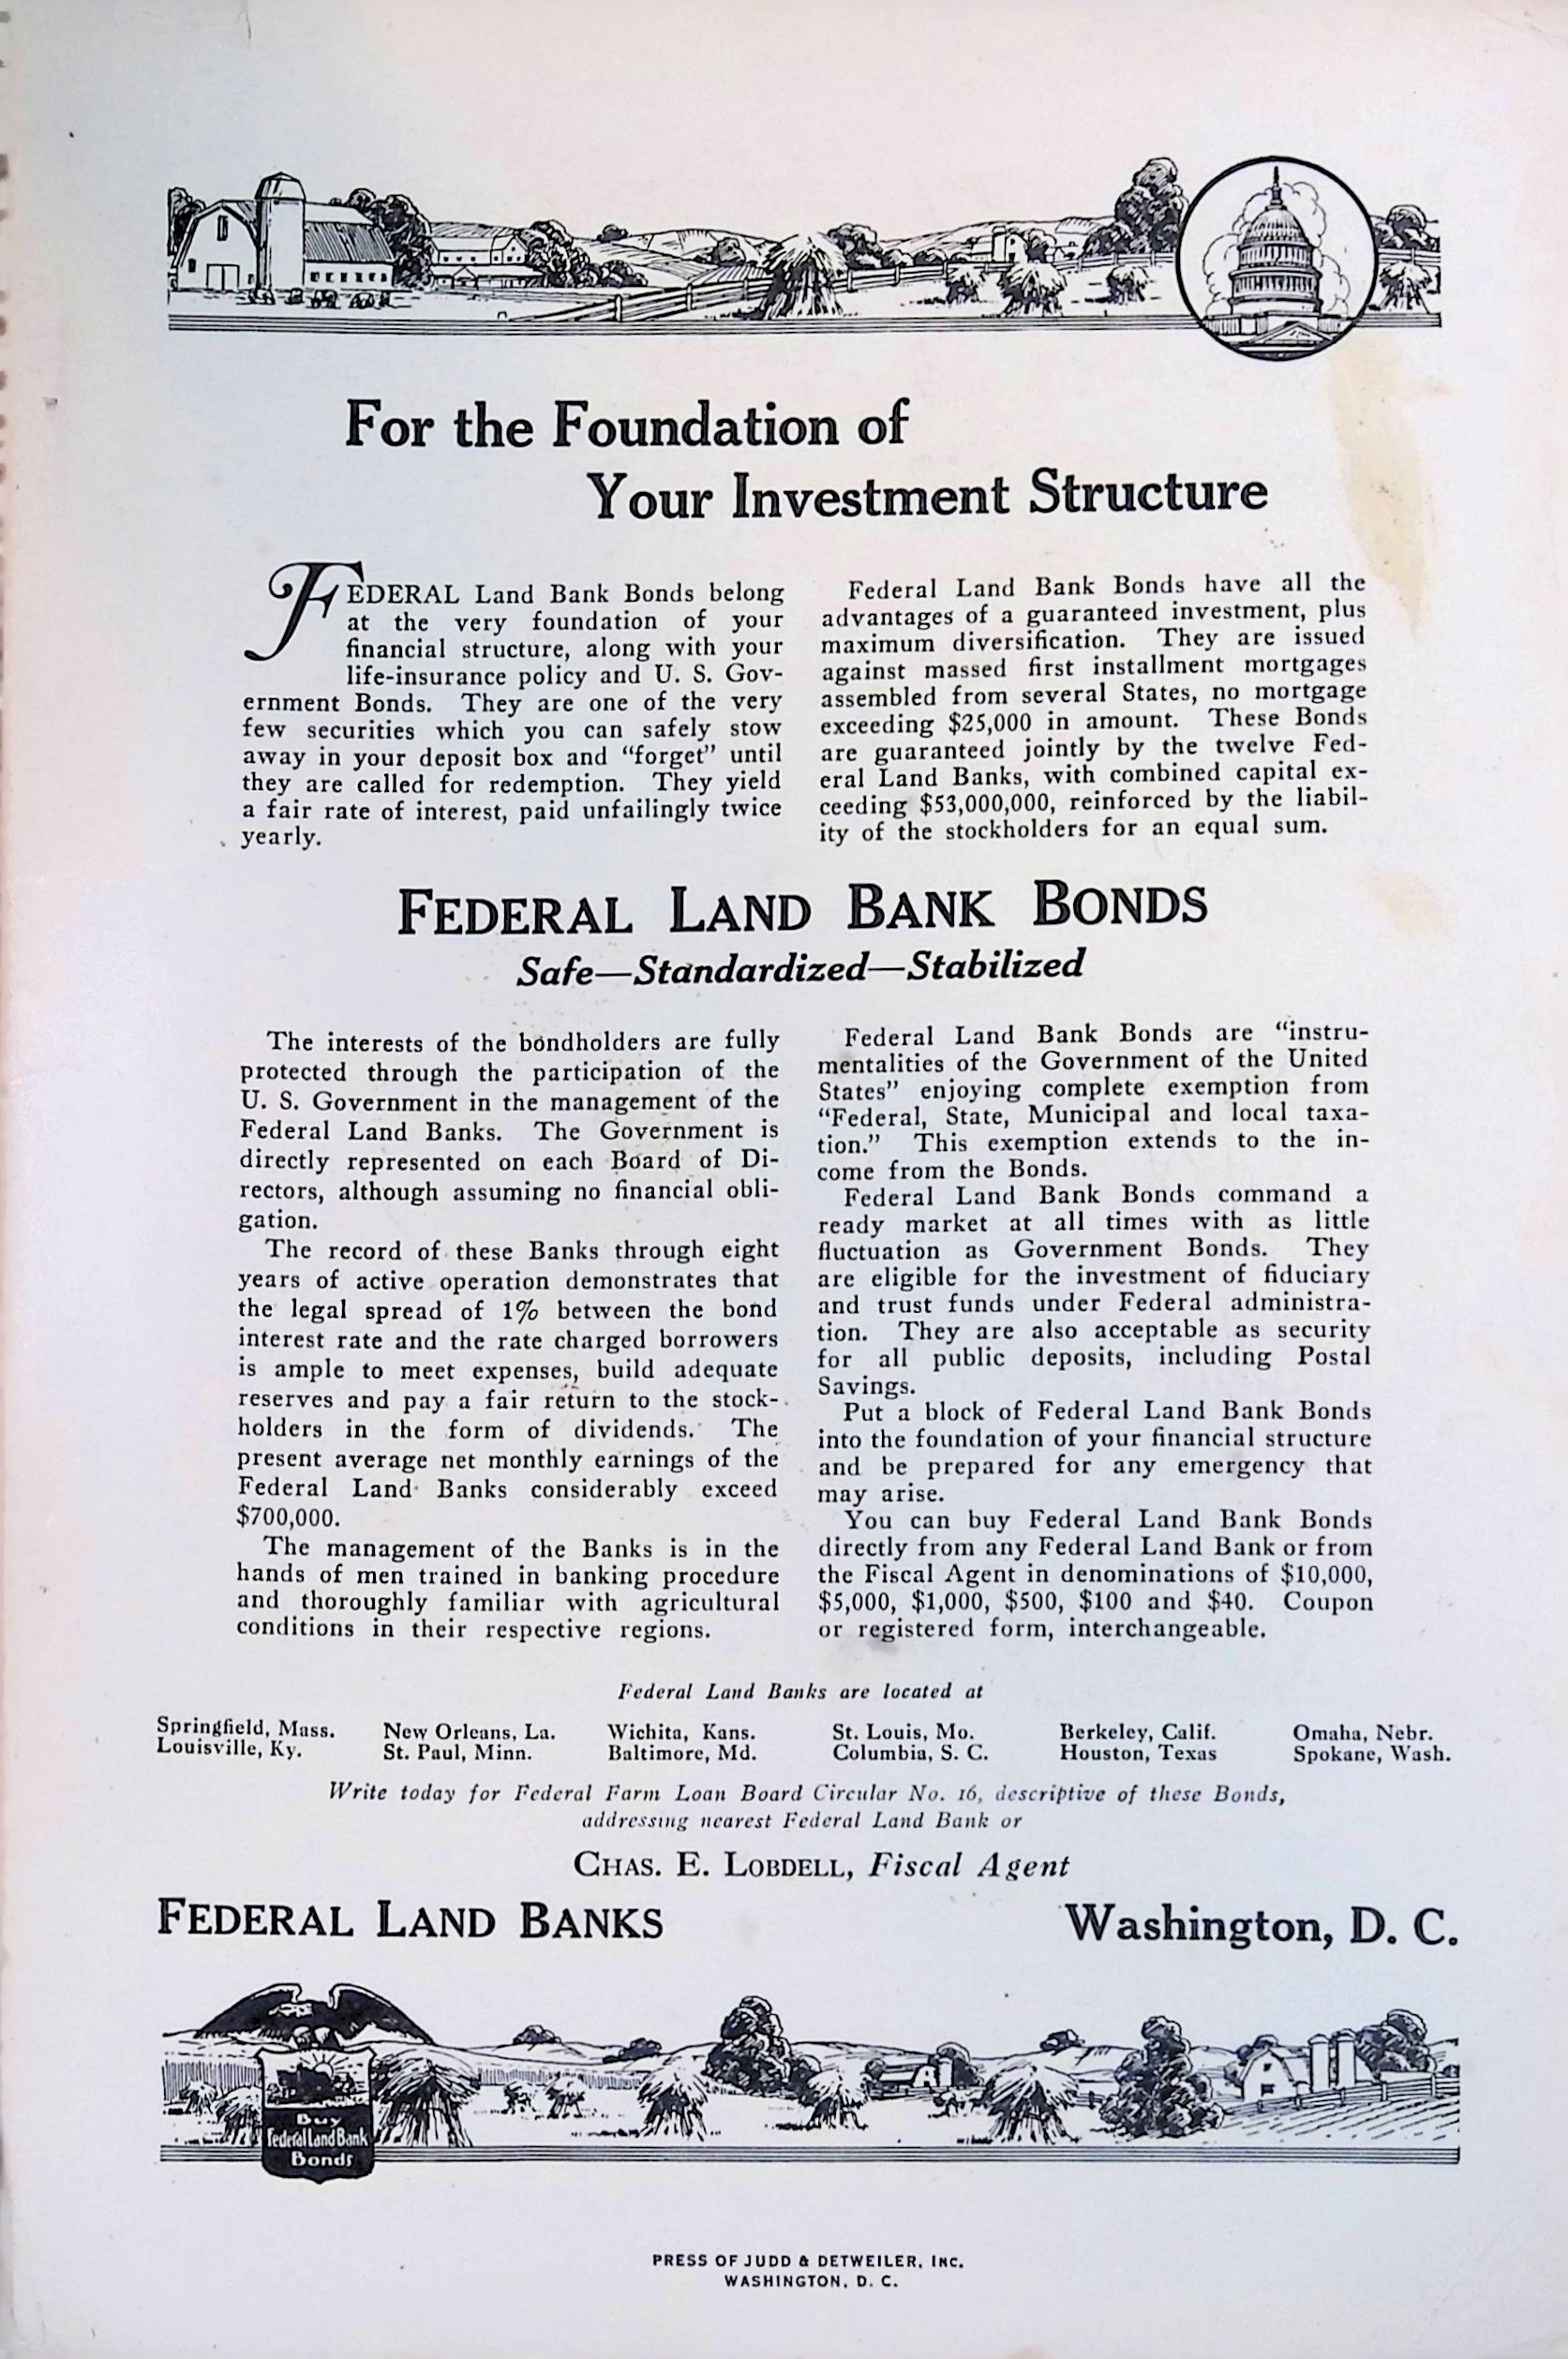 For the Foundation of
Your Investment Structure
FEDERAL Land Bank Bonds belong
at the very foundation of your
financial structure, along with your
life-insurance policy and U. S. Gov-
ernment Bonds. They are one of the very
few securities which you can safely stow
away in your deposit box and “forget” until
they are called for redemption. They yield
a fair rate of interest, paid unfailingly twice
yearly.
Federal Land Bank Bonds have all the
advantages of a guaranteed investment, plus
maximum diversification. They are issued
against massed first installment mortgages
assembled from several States, no mortgage
exceeding $25,000 in amount. These Bonds
are guaranteed jointly by the twelve Fed-
eral Land Banks, with combined capital ex-
ceeding $53,000,000, reinforced by the liabil-
ity of the stockholders for an equal sum.
FEDERAL LAND BANK BONDS
Safe—Standardized—Stabilized
The interests of the bondholders are fully
protected through the participation of the
U. S. Government in the management of the
Federal Land Banks. The Government is
directly represented on each Board of Di-
rectors, although assuming no financial obli-
gation.
The record of these Banks through eight
years of active operation demonstrates that
the legal spread of 1% between the bond
interest rate and the rate charged borrowers
is ample to meet expenses, build adequate
reserves and pay a fair return to the stock-
holders in the form of dividends. The
present average net monthly earnings of the
Federal Land Banks considerably exceed
$700,000.
The management of the Banks is in the
hands of men trained in banking procedure
and thoroughly familiar with agricultural
conditions in their respective regions.
Federal Land Bank Bonds are “instru-
mentalities of the Government of the United
States” enjoying complete exemption from
“Federal, State, Municipal and local taxa-
tion.” This exemption extends to the in-
come from the Bonds.
Federal Land Bank Bonds command a
ready market at all times with as little
fluctuation as Government Bonds. They
are eligible for the investment of fiduciary
and trust funds under Federal administra-
tion. They are also acceptable as security
for all public deposits, including Postal
Savings.
Put a block of Federal Land Bank Bonds
into the foundation of your financial structure
and be prepared for any emergency that
may arise.
You can buy Federal Land Bank Bonds
directly from any Federal Land Bank or from
the Fiscal Agent in denominations of $10,000,
$5,000, $1,000, $500, $100 and $40. Coupon
or registered form, interchangeable.
Federal Land Banks are located at
Springfield, Mass. New Orleans, La. Wichita, Kans. St. Louis, Mo. Berkeley, Calif. Omaha, Nebr.
Louisville, Ky. St. Paul, Minn. Baltimore, Md. Columbia, S. C. Houston, Texas Spokane, Wash.
Write today for Federal Farm Loan Board Circular No. 16, descriptive of these Bonds,
addressing nearest Federal Land Bank or
CHAS. E. LOBDELL, Fiscal Agent
FEDERAL LAND BANKS Washington, D. C.
Buy
Federal Land Bank
Bonds
PRESS OF JUDD & DETWEILER, INC.
WASHINGTON, D. C.